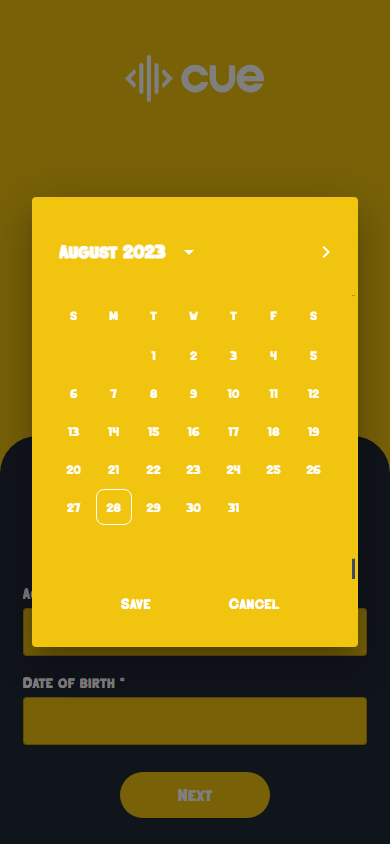 cue
August 2023
S M T W T F S
1 2 3 4 5
6 7 8 9 10 11 12
13 14 15 16 17 18 19
20 21 22 23 24 25 26
27 28 29 30 31
Save Cancel
Date of birth *
Next